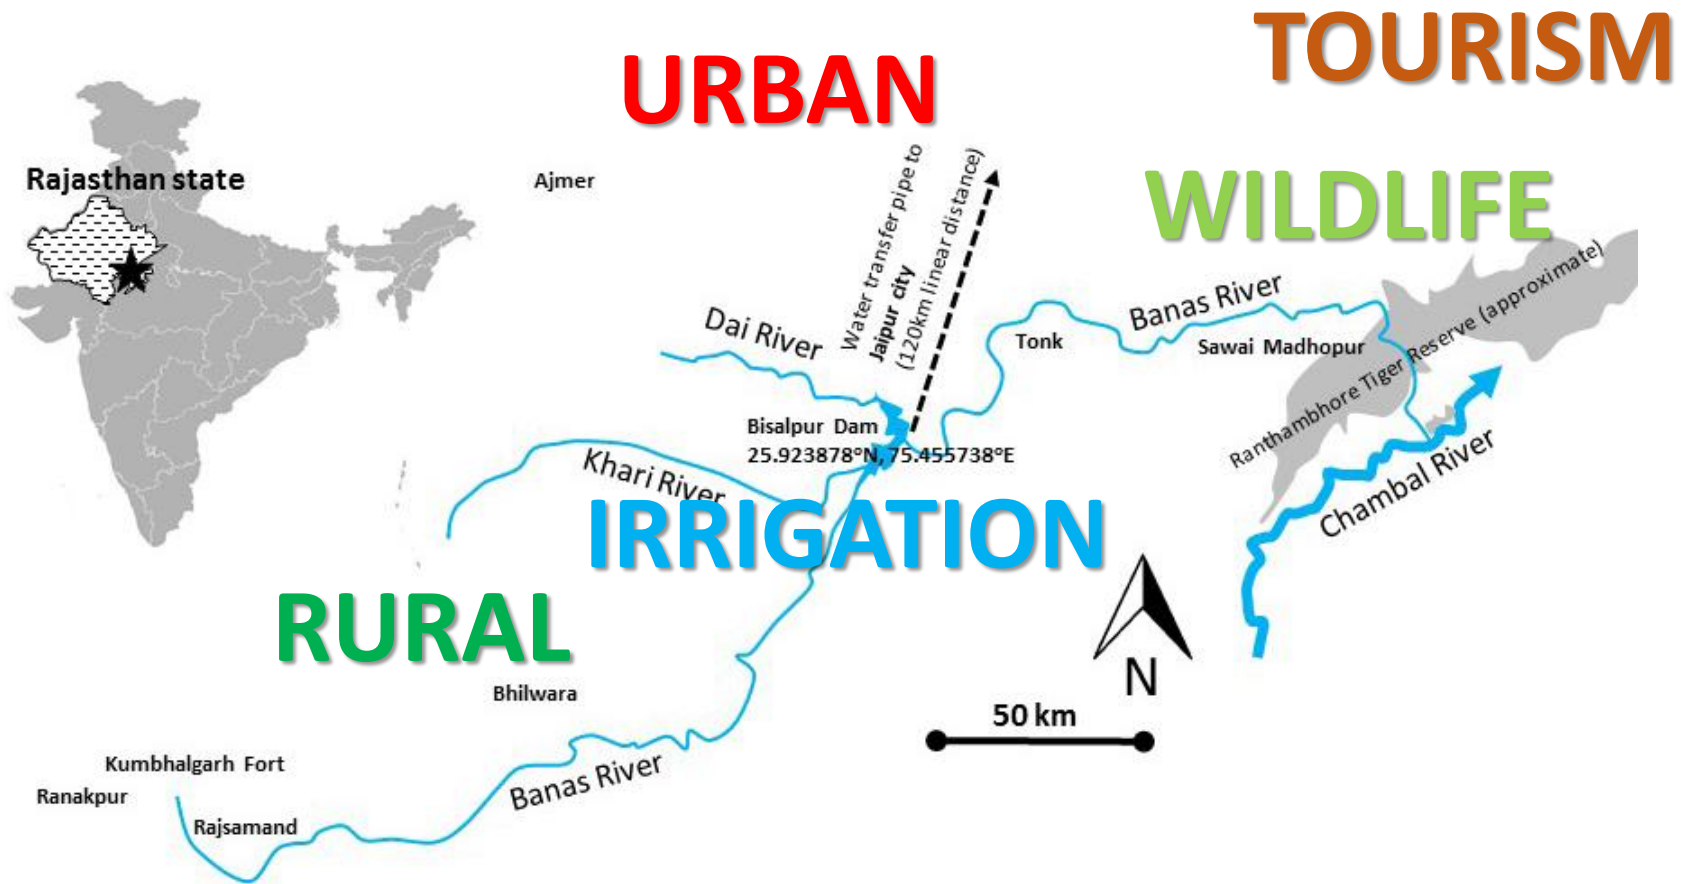 TOURISM
URBAN
WILDLIFE
Rajasthan state
Ajmer
Water transfer pipe to
Jaipur city
(120km linear distance)
Dai River
Banas River
Tonk
Sawai Madhopur
Ranthambhore Tiger Reserve (approximate)
Bisalpur Dam
25.923878°N, 75.455738°E
Khari River
Chambal River
IRRIGATION
RURAL
N
Bhilwara
50 km
Kumbhalgarh Fort
Banas River
Ranakpur
Rajsamand